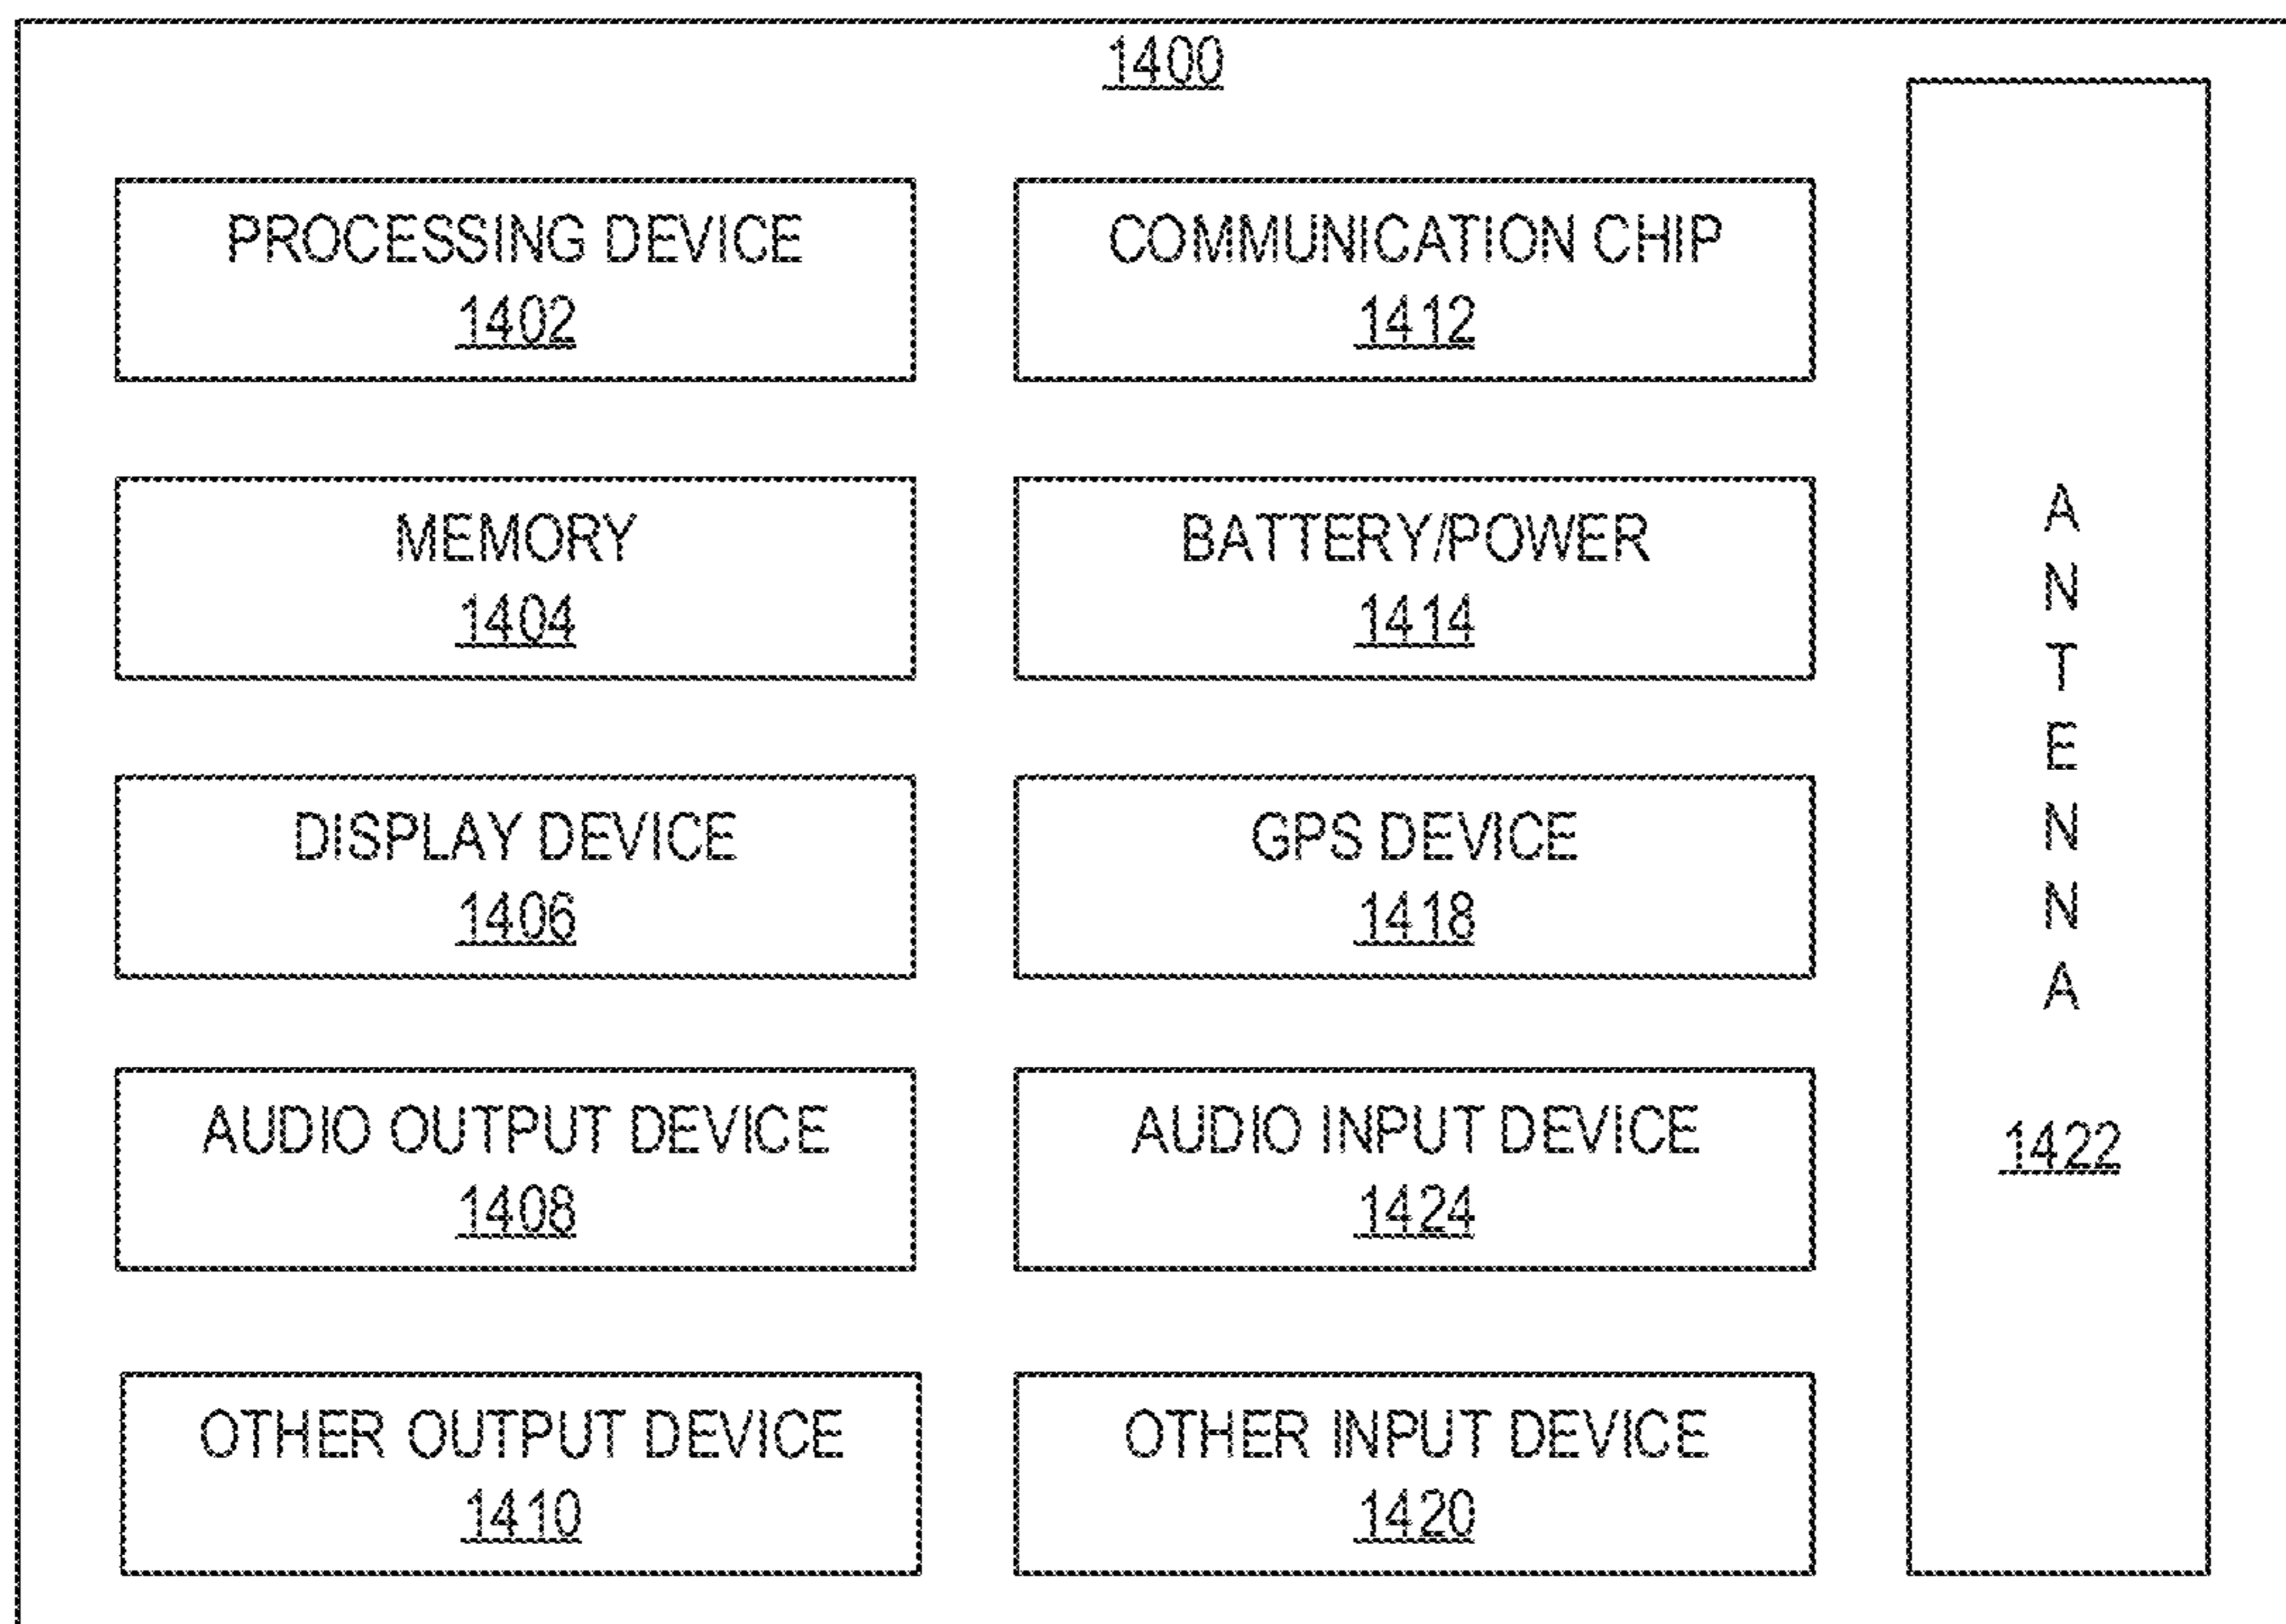 1400
PROCESSING DEVICE
1402
COMMUNICATION CHIP
1412
MEMORY
1404
BATTERY/POWER
1414
DISPLAY DEVICE
1406
GPS DEVICE
1418
AUDIO OUTPUT DEVICE
1408
AUDIO INPUT DEVICE
1424
OTHER OUTPUT DEVICE
1410
OTHER INPUT DEVICE
1420
ANTENNA
1422